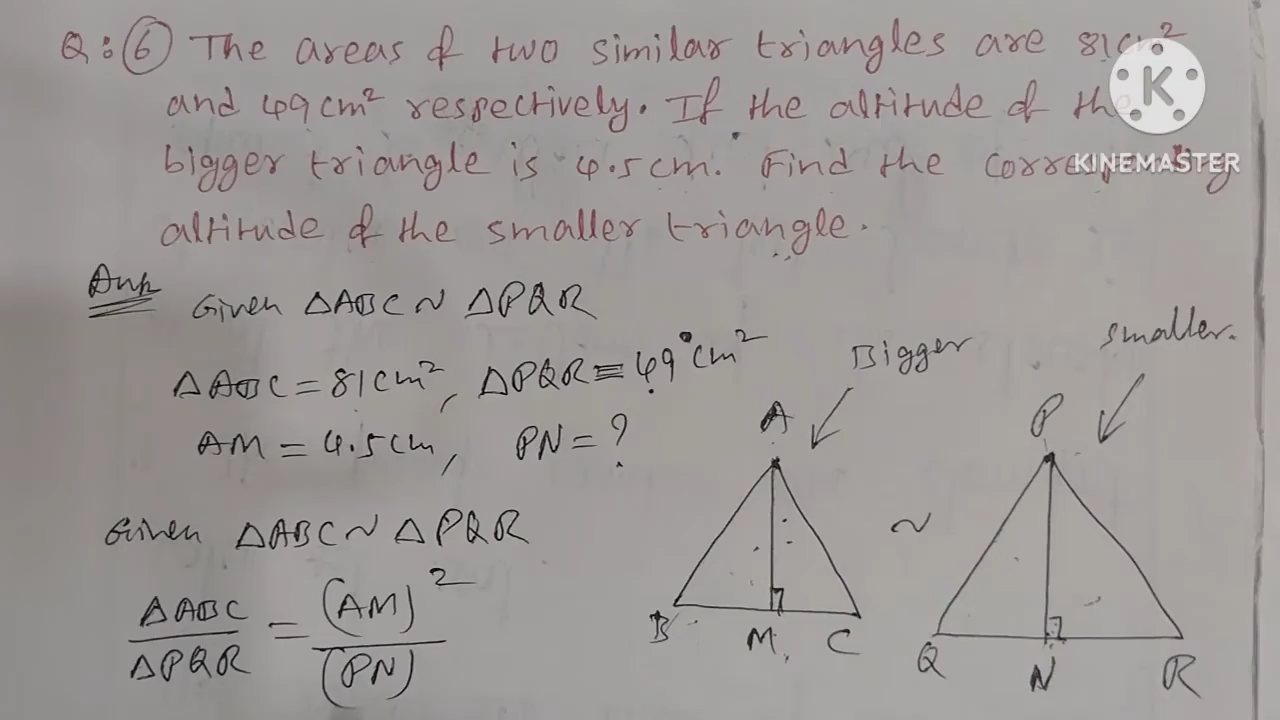 Q:⑥ The areas of two similar triangles are 81cm²
and 49cm² respectively. If the altitude of the
bigger triangle is 4.5cm. Find the corresponding
altitude of the smaller triangle.
Ans
Given △ABC ~ △PQR
△ABC = 81cm², △PQR = 49cm²
AM = 4.5cm, PN = ?
Given △ABC ~ △PQR
△ABC/△PQR = (AM)²/(PN)
Bigger
smaller.
A
P
~
B M C
Q N R
K
KINEMASTER